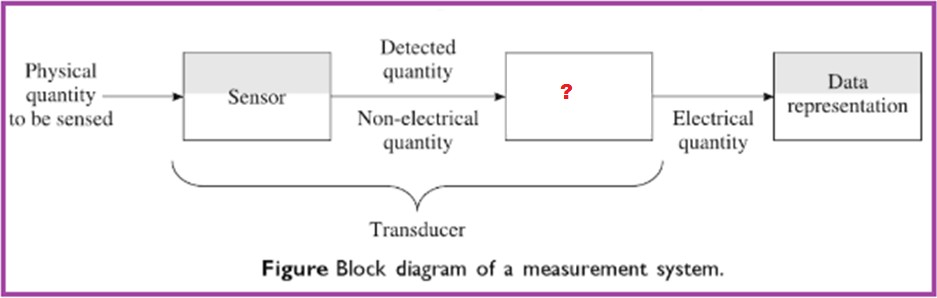 Physical
quantity
to be sensed
Sensor
Detected
quantity
Non-electrical
quantity
?
Electrical
quantity
Data
representation
Transducer
Figure Block diagram of a measurement system.